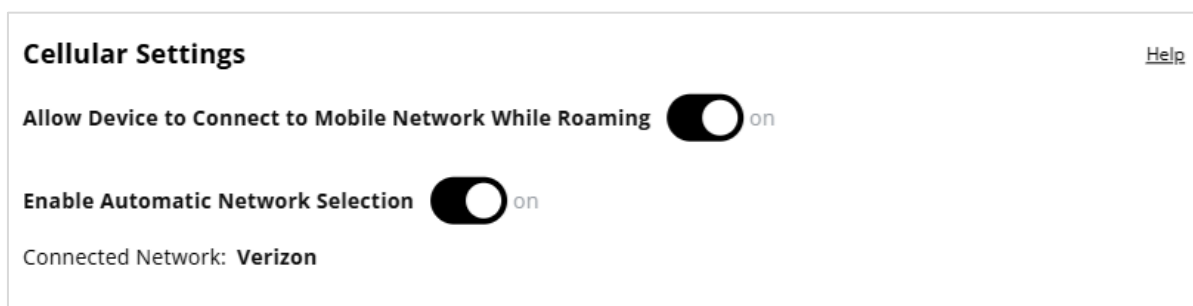 Cellular Settings Help
Allow Device to Connect to Mobile Network While Roaming on
Enable Automatic Network Selection on
Connected Network: Verizon